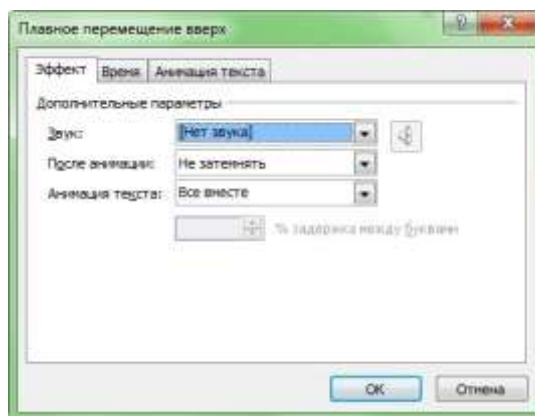 Плавное перемещение вверх
Эффект Время Анимация текста
Дополнительные параметры
Звук: [Нет звука]
После анимации: Не затемнять
Анимация текста: Все вместе
% задержка между буквами
ОК Отмена